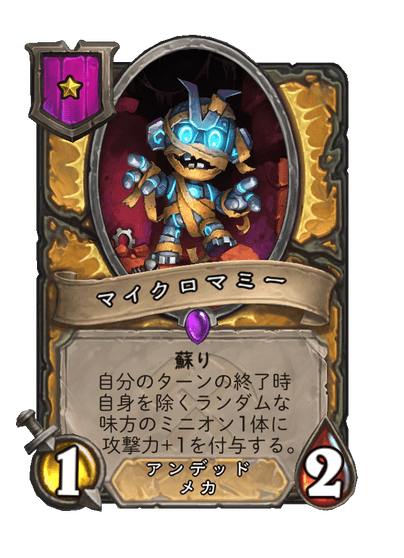 マイクロマミー
蘇り
自分のターンの終了時
自身を除くランダムな
味方のミニオン1体に
攻撃力+1を付与する。
1
アンデッド
メカ
2